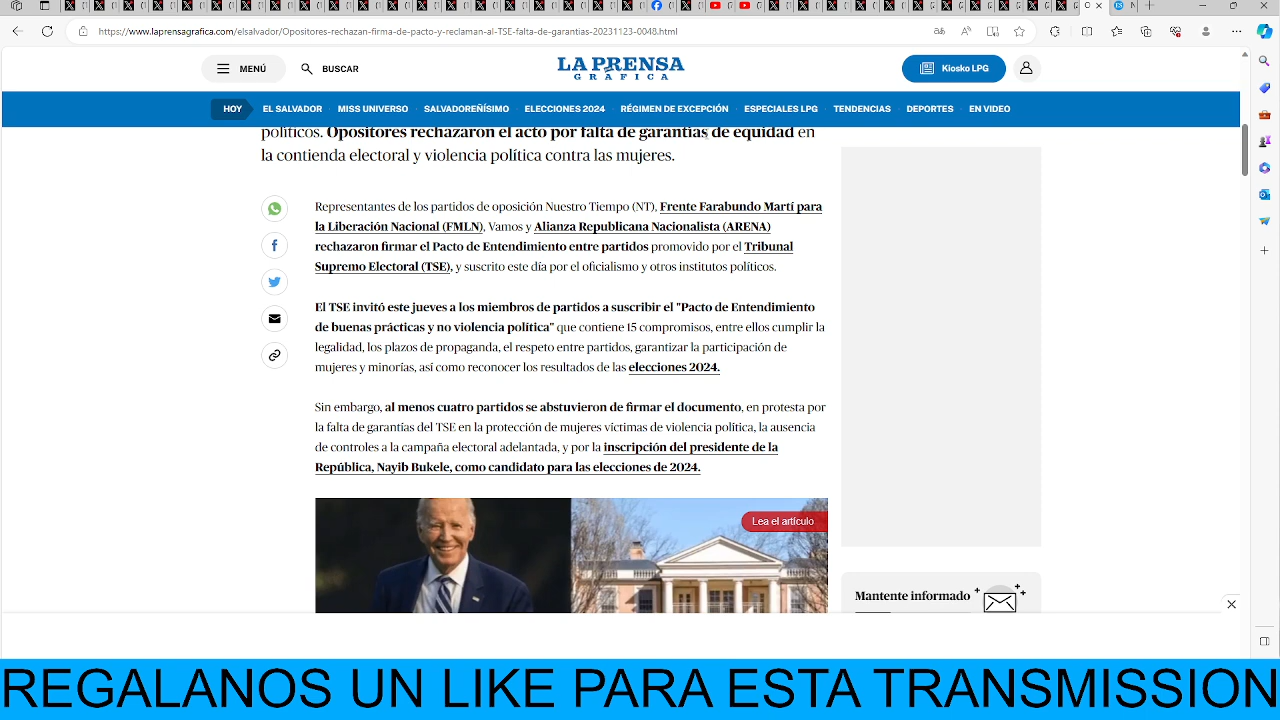 https://www.laprensagrafica.com/elsalvador/Opositores-rechazan-firma-de-pacto-y-reclaman-al-TSE-falta-de-garantias-20231123-0048.html
MENÚ
BUSCAR
LA PRENSA
GRÁFICA
Kiosko LPG
HOY
EL SALVADOR
MISS UNIVERSO
SALVADOREÑÍSIMO
ELECCIONES 2024
RÉGIMEN DE EXCEPCIÓN
ESPECIALES LPG
TENDENCIAS
DEPORTES
EN VIDEO
políticos. Opositores rechazaron el acto por falta de garantías de equidad en
la contienda electoral y violencia política contra las mujeres.
Representantes de los partidos de oposición Nuestro Tiempo (NT), Frente Farabundo Martí para
la Liberación Nacional (FMLN), Vamos y Alianza Republicana Nacionalista (ARENA)
rechazaron firmar el Pacto de Entendimiento entre partidos promovido por el Tribunal
Supremo Electoral (TSE), y suscrito este día por el oficialismo y otros institutos políticos.
El TSE invitó este jueves a los miembros de partidos a suscribir el "Pacto de Entendimiento
de buenas prácticas y no violencia política" que contiene 15 compromisos, entre ellos cumplir la
legalidad, los plazos de propaganda, el respeto entre partidos, garantizar la participación de
mujeres y minorías, así como reconocer los resultados de las elecciones 2024.
Sin embargo, al menos cuatro partidos se abstuvieron de firmar el documento, en protesta por
la falta de garantías del TSE en la protección de mujeres víctimas de violencia política, la ausencia
de controles a la campaña electoral adelantada, y por la inscripción del presidente de la
República, Nayib Bukele, como candidato para las elecciones de 2024.
Lea el artículo
Mantente informado
REGALANOS UN LIKE PARA ESTA TRANSMISSION